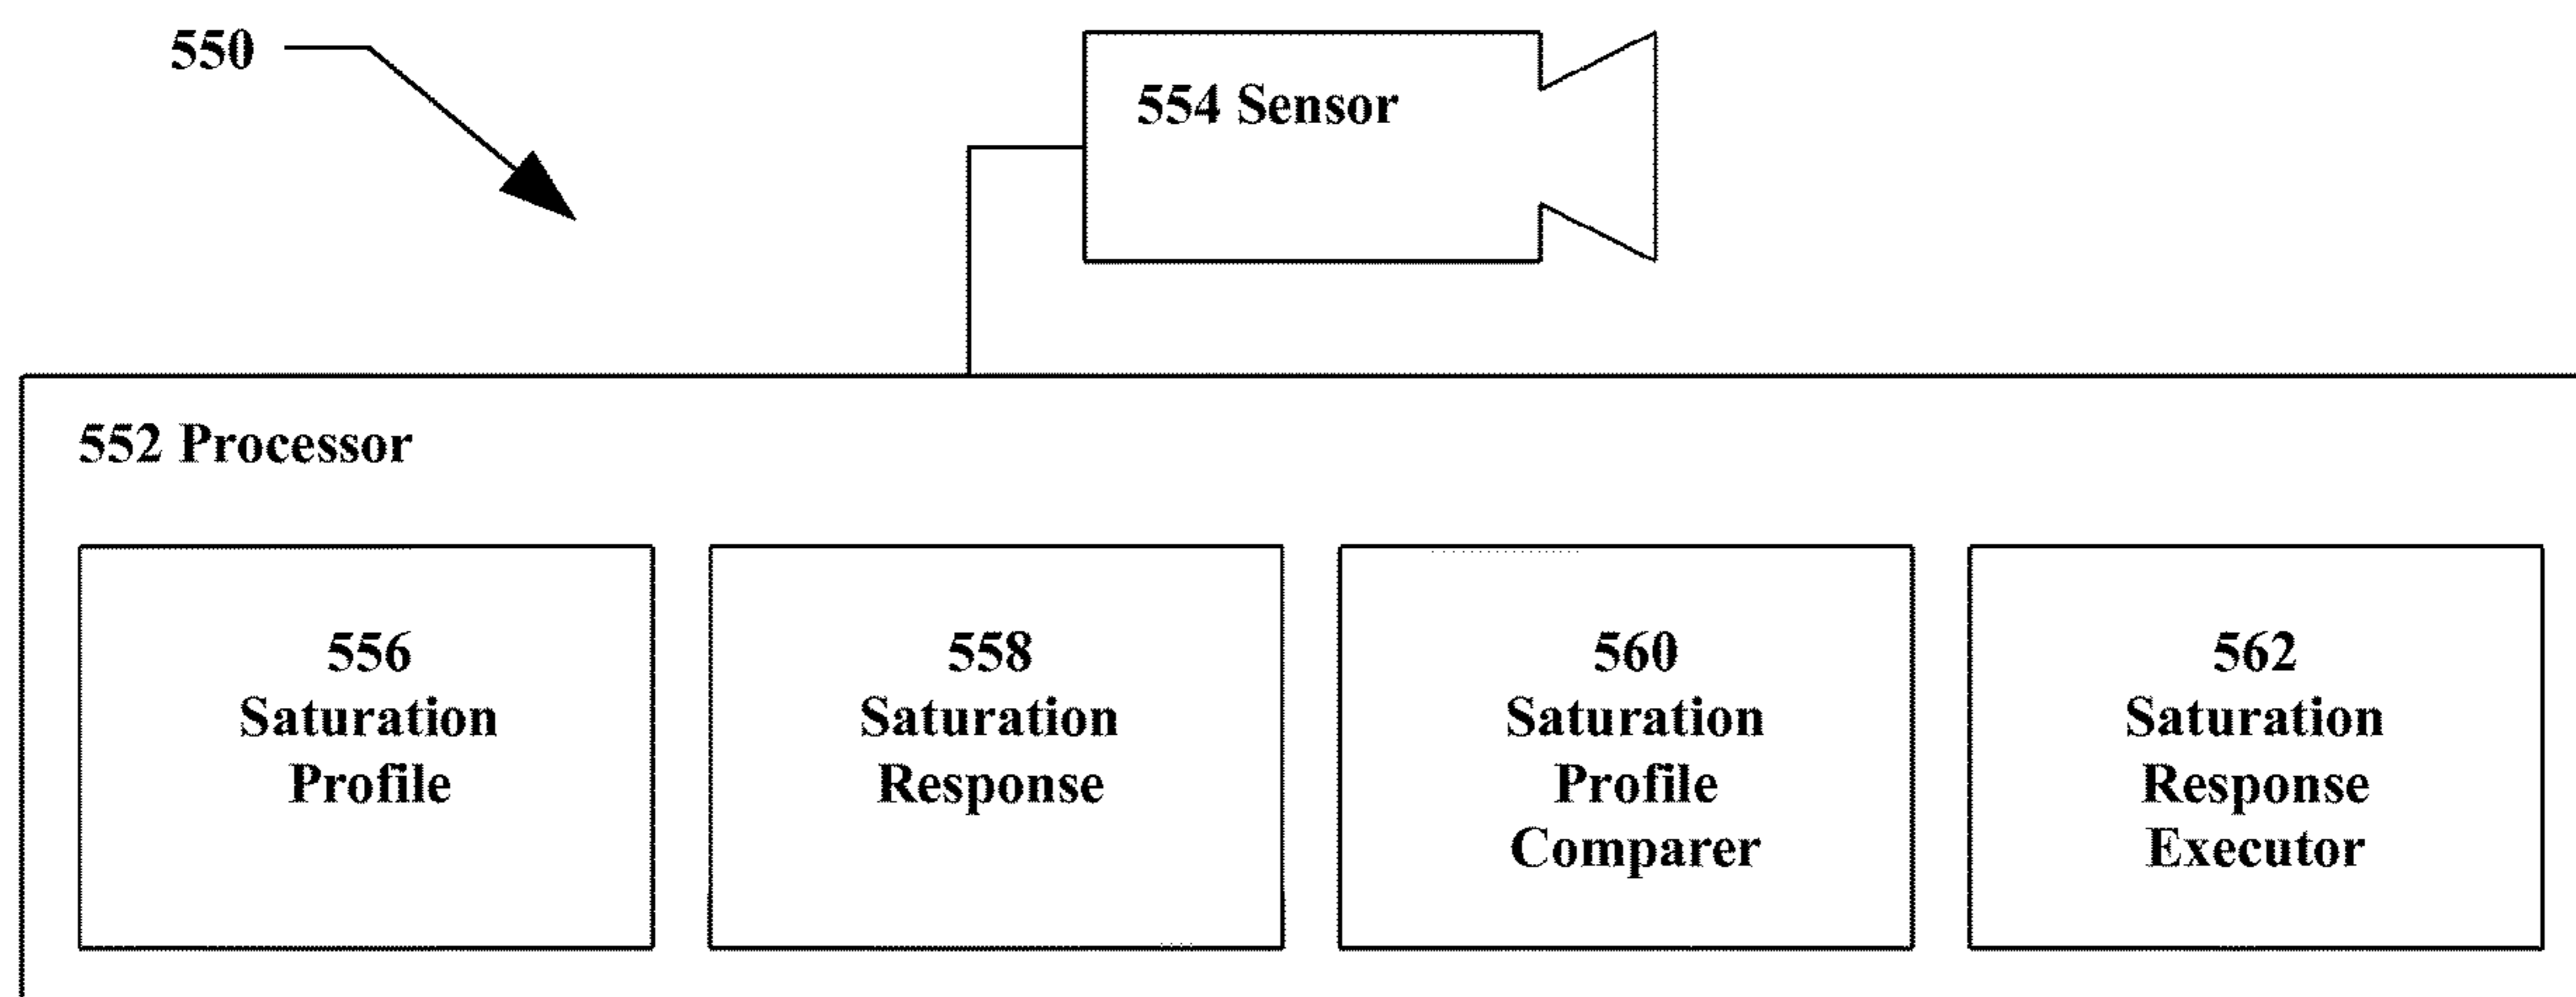 550
554 Sensor
552 Processor
556
Saturation
Profile
558
Saturation
Response
560
Saturation
Profile
Comparer
562
Saturation
Response
Executor